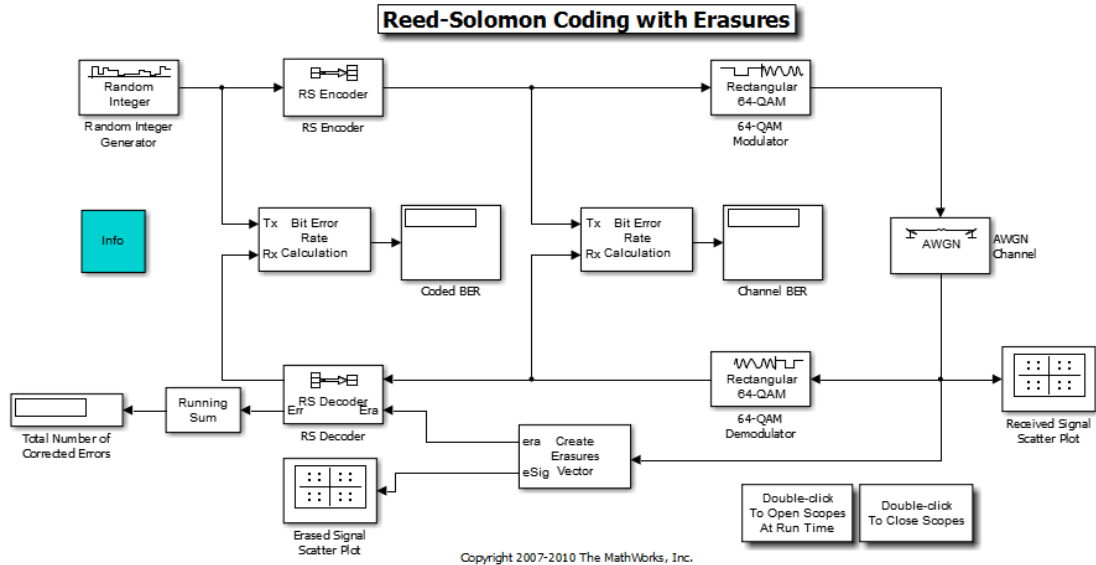 Reed-Solomon Coding with Erasures
Random
Integer
Random Integer
Generator
RS Encoder
RS Encoder
Rectangular
64-QAM
64-QAM
Modulator
Info
Tx
Bit Error
Rate
Rx
Calculation
Coded BER
Tx
Bit Error
Rate
Rx
Calculation
Channel BER
AWGN
AWGN
Channel
Total Number of
Corrected Errors
Running
Sum
RS Decoder
Err
Era
RS Decoder
Rectangular
64-QAM
64-QAM
Demodulator
Received Signal
Scatter Plot
era
Create
Erasures
eSig
Vector
Erased Signal
Scatter Plot
Double-click
To Open Scopes
At Run Time
Double-click
To Close Scopes
Copyright 2007-2010 The MathWorks, Inc.